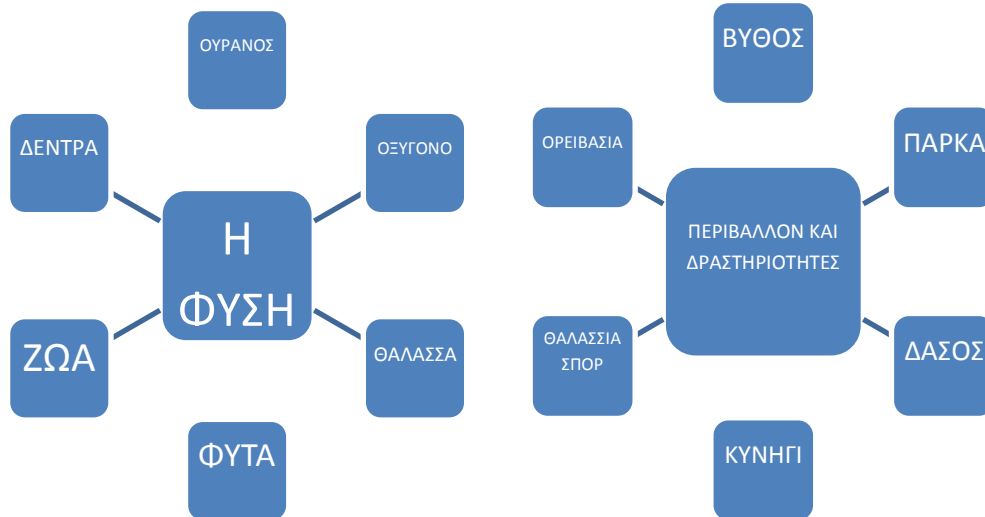 ΟΥΡΑΝΟΣ
ΔΕΝΤΡΑ
ΟΞΥΓΟΝΟ
Η
ΦΥΣΗ
ΖΩΑ
ΘΑΛΑΣΣΑ
ΦΥΤΑ
ΒΥΘΟΣ
ΟΡΕΙΒΑΣΙΑ
ΠΑΡΚΑ
ΠΕΡΙΒΑΛΛΟΝ ΚΑΙ
ΔΡΑΣΤΗΡΙΟΤΗΤΕΣ
ΘΑΛΑΣΣΙΑ
ΣΠΟΡ
ΔΑΣΟΣ
ΚΥΝΗΓΙ